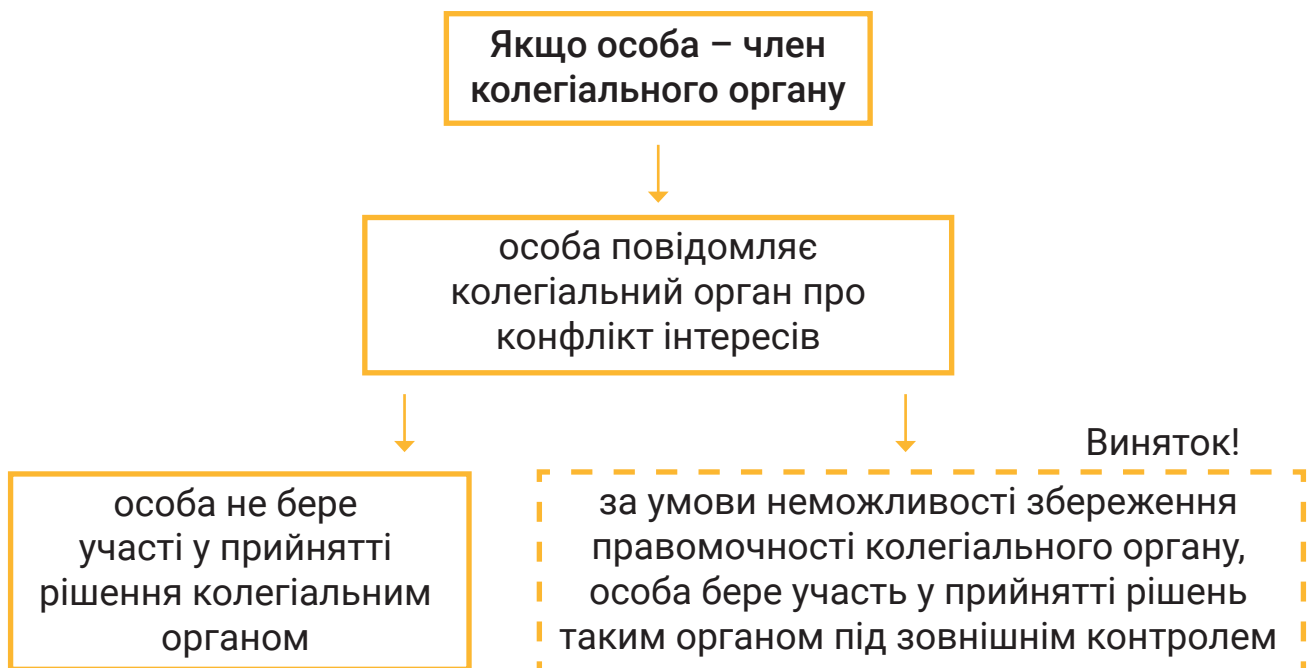 Якщо особа – член
колегіального органу
особа повідомляє
колегіальний орган про
конфлікт інтересів
особа не бере
участі у прийнятті
рішення колегіальним
органом
Виняток!
за умови неможливості збереження
правомочності колегіального органу,
особа бере участь у прийнятті рішень
таким органом під зовнішнім контролем